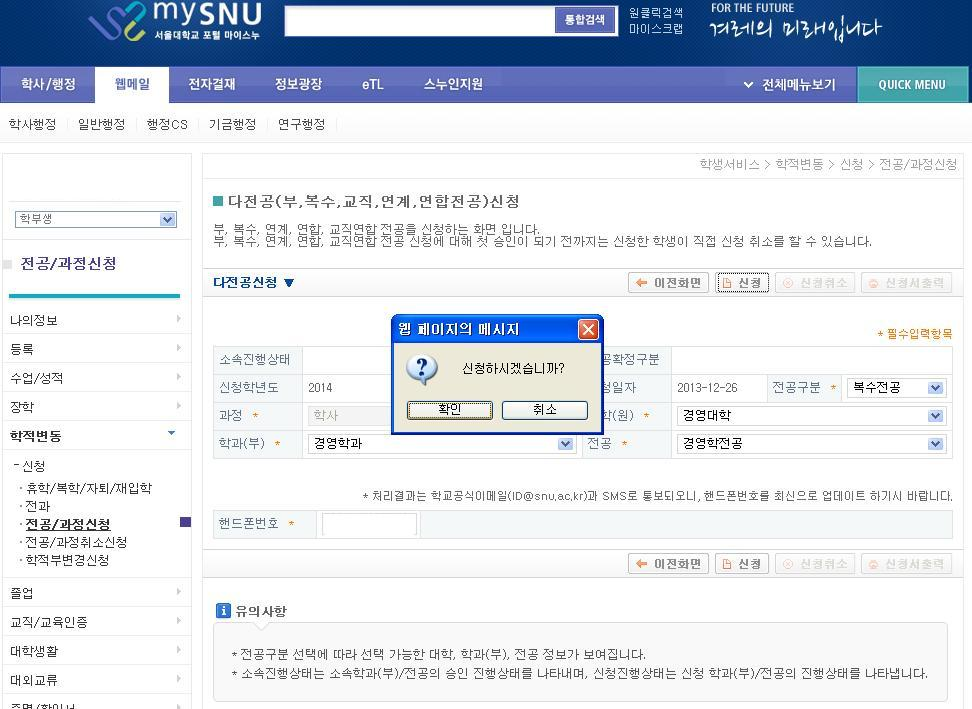 mySNU
서울대학교 포털 마이스누
통합검색
원클릭검색
마이스크랩
FOR THE FUTURE
겨레의 미래입니다
학사/행정 웹메일 전자결재 정보광장 eTL 스누인지원 전체메뉴보기 QUICK MENU
학사행정 일반행정 행정CS 기금행정 연구행정
학생서비스 > 학적변동 > 신청 > 전공/과정신청
학부생
전공/과정신청
나의정보
등록
수업/성적
장학
학적변동
신청
휴학/복학/자퇴/재입학
전과
전공/과정신청
전공/과정취소신청
학적부변경신청
졸업
교직/교육인증
대학생활
대외교류
다전공(부,복수,교직,연계,연합전공)신청
부, 복수, 연계, 연합, 교직연합 전공을 신청하는 화면 입니다.
부, 복수, 연계, 연합, 교직연합 전공 신청에 대해 첫 승인이 되기 전까지는 신청한 학생이 직접 신청 취소를 할 수 있습니다.
다전공신청 ▼ 이전화면 신청 신청취소 신청서출력
* 필수입력항목
웹 페이지의 메시지
신청하시겠습니까?
확인 취소
소속진행상태 공확정구분
신청학년도 2014 청일자 2013-12-26 전공구분 * 복수전공
과정 * 학사 학(원) * 경영대학
학과(부) * 경영학과 전공 * 경영학전공
* 처리결과는 학교공식이메일(ID@snu.ac.kr)과 SMS로 통보되오니, 핸드폰번호를 최신으로 업데이트 하기시 바랍니다.
핸드폰번호 *
이전화면 신청 신청취소 신청서출력
유의사항
* 전공구분 선택에 따라 선택 가능한 대학, 학과(부), 전공 정보가 보여집니다.
* 소속진행상태는 소속학과(부)/전공의 승인 진행상태를 나타내며, 신청진행상태는 신청 학과(부)/전공의 진행상태를 나타냅니다.